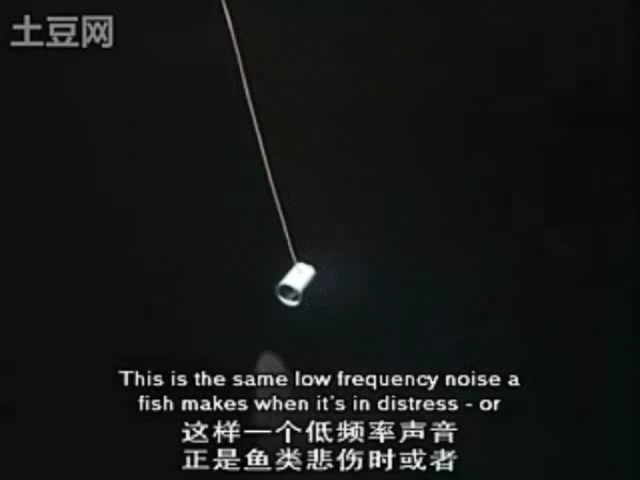 土豆网
This is the same low frequency noise a
fish makes when it's in distress - or
这样一个低频率声音
正是鱼类悲伤时或者